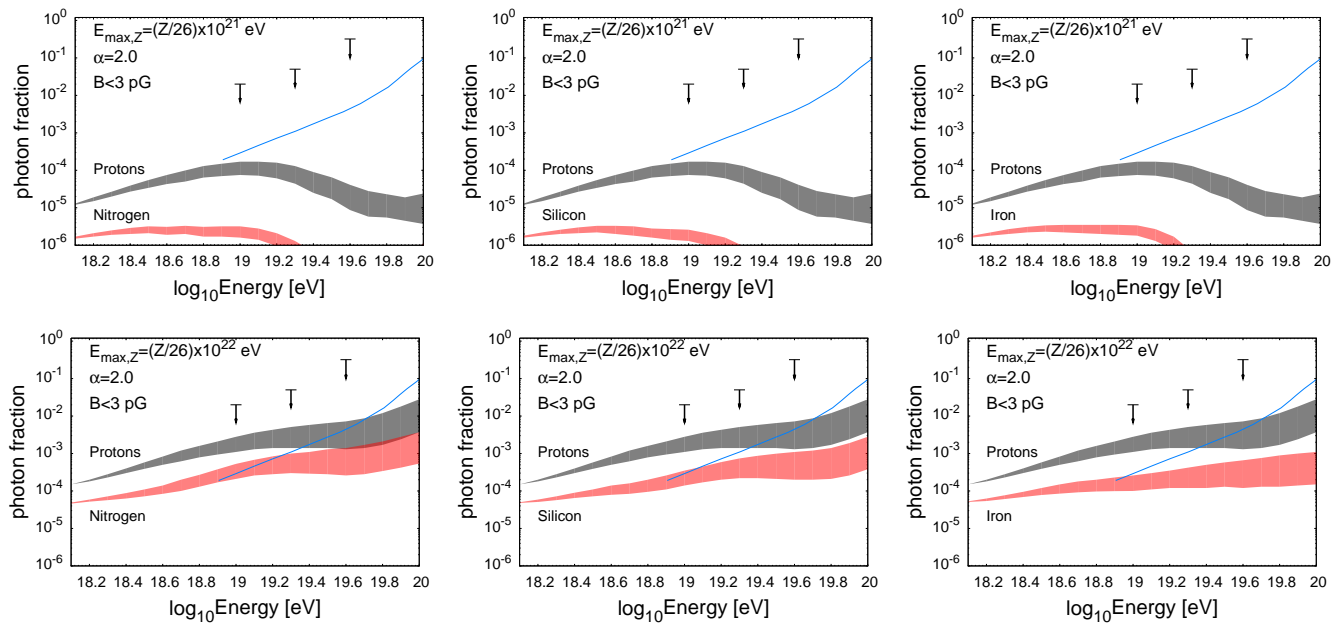 E_max,Z=(Z/26)x10^21 eV
α=2.0
B<3 pG
Protons
Nitrogen
photon fraction
10^0
10^-1
10^-2
10^-3
10^-4
10^-5
10^-6
18.2 18.4 18.6 18.8 19 19.2 19.4 19.6 19.8 20
log_10Energy [eV]
E_max,Z=(Z/26)x10^21 eV
α=2.0
B<3 pG
Protons
Silicon
photon fraction
10^0
10^-1
10^-2
10^-3
10^-4
10^-5
10^-6
18.2 18.4 18.6 18.8 19 19.2 19.4 19.6 19.8 20
log_10Energy [eV]
E_max,Z=(Z/26)x10^21 eV
α=2.0
B<3 pG
Protons
Iron
photon fraction
10^0
10^-1
10^-2
10^-3
10^-4
10^-5
10^-6
18.2 18.4 18.6 18.8 19 19.2 19.4 19.6 19.8 20
log_10Energy [eV]
E_max,Z=(Z/26)x10^22 eV
α=2.0
B<3 pG
Protons
Nitrogen
photon fraction
10^0
10^-1
10^-2
10^-3
10^-4
10^-5
10^-6
18.2 18.4 18.6 18.8 19 19.2 19.4 19.6 19.8 20
log_10Energy [eV]
E_max,Z=(Z/26)x10^22 eV
α=2.0
B<3 pG
Protons
Silicon
photon fraction
10^0
10^-1
10^-2
10^-3
10^-4
10^-5
10^-6
18.2 18.4 18.6 18.8 19 19.2 19.4 19.6 19.8 20
log_10Energy [eV]
E_max,Z=(Z/26)x10^22 eV
α=2.0
B<3 pG
Protons
Iron
photon fraction
10^0
10^-1
10^-2
10^-3
10^-4
10^-5
10^-6
18.2 18.4 18.6 18.8 19 19.2 19.4 19.6 19.8 20
log_10Energy [eV]